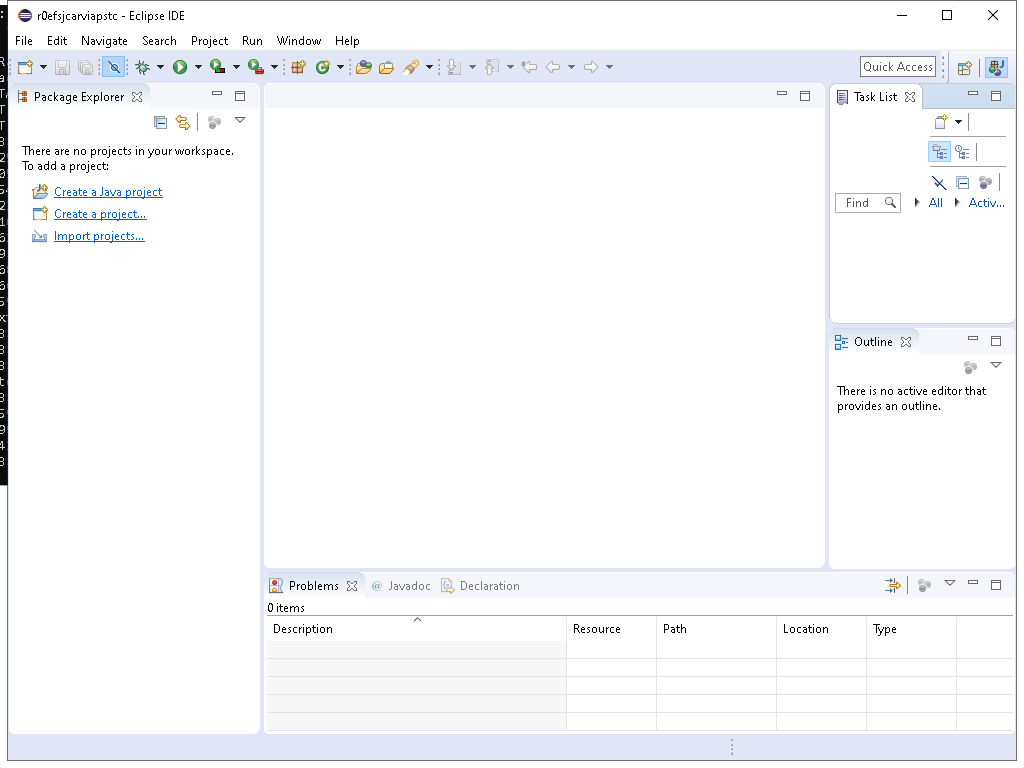 r0efsjcarviapstc - Eclipse IDE
File Edit Navigate Search Project Run Window Help
Quick Access
Package Explorer
There are no projects in your workspace.
To add a project:
Create a Java project
Create a project...
Import projects...
Task List
Find All Activ...
Outline
There is no active editor that
provides an outline.
Problems @ Javadoc Declaration
0 items
Description Resource Path Location Type